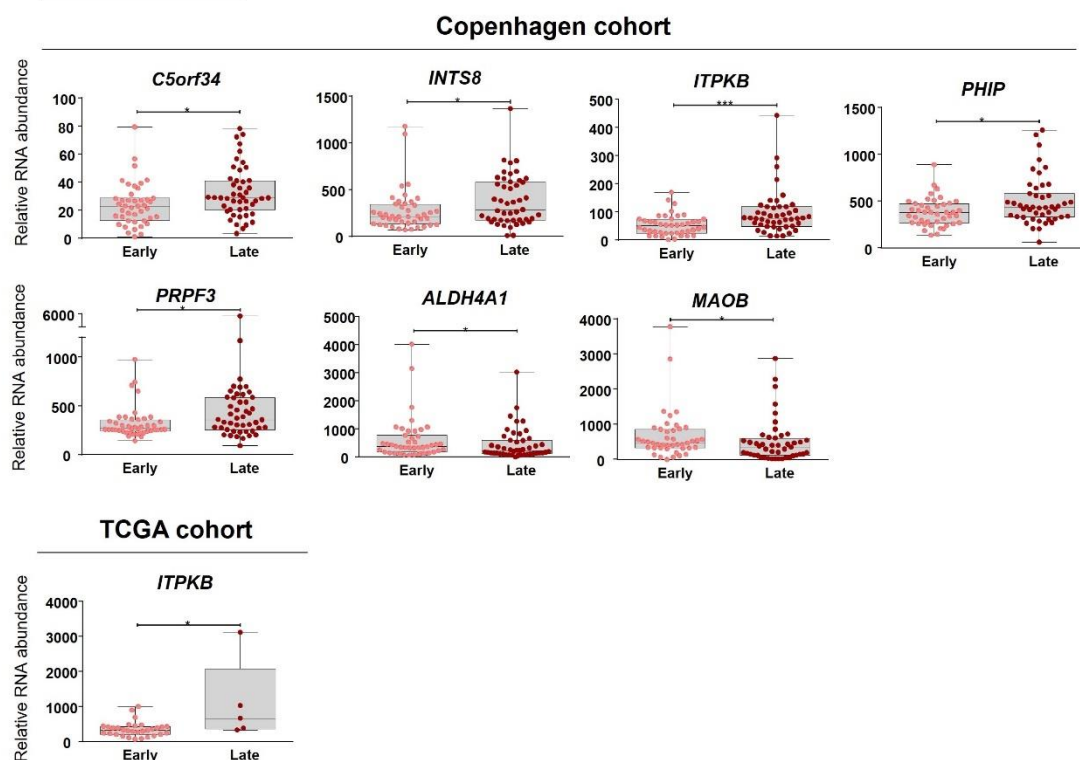 Copenhagen cohort
C5orf34
INTS8
ITPKB
PHIP
Relative RNA abundance
100
80
60
40
20
0
*
Early Late
1500
1000
500
0
*
Early Late
500
400
300
200
100
0
***
Early Late
1500
1000
500
0
*
Early Late
PRPF3
ALDH4A1
MAOB
Relative RNA abundance
6000
1000
500
0
*
Early Late
5000
4000
3000
2000
1000
0
*
Early Late
4000
3000
2000
1000
0
*
Early Late
TCGA cohort
ITPKB
Relative RNA abundance
4000
3000
2000
1000
0
*
Early Late